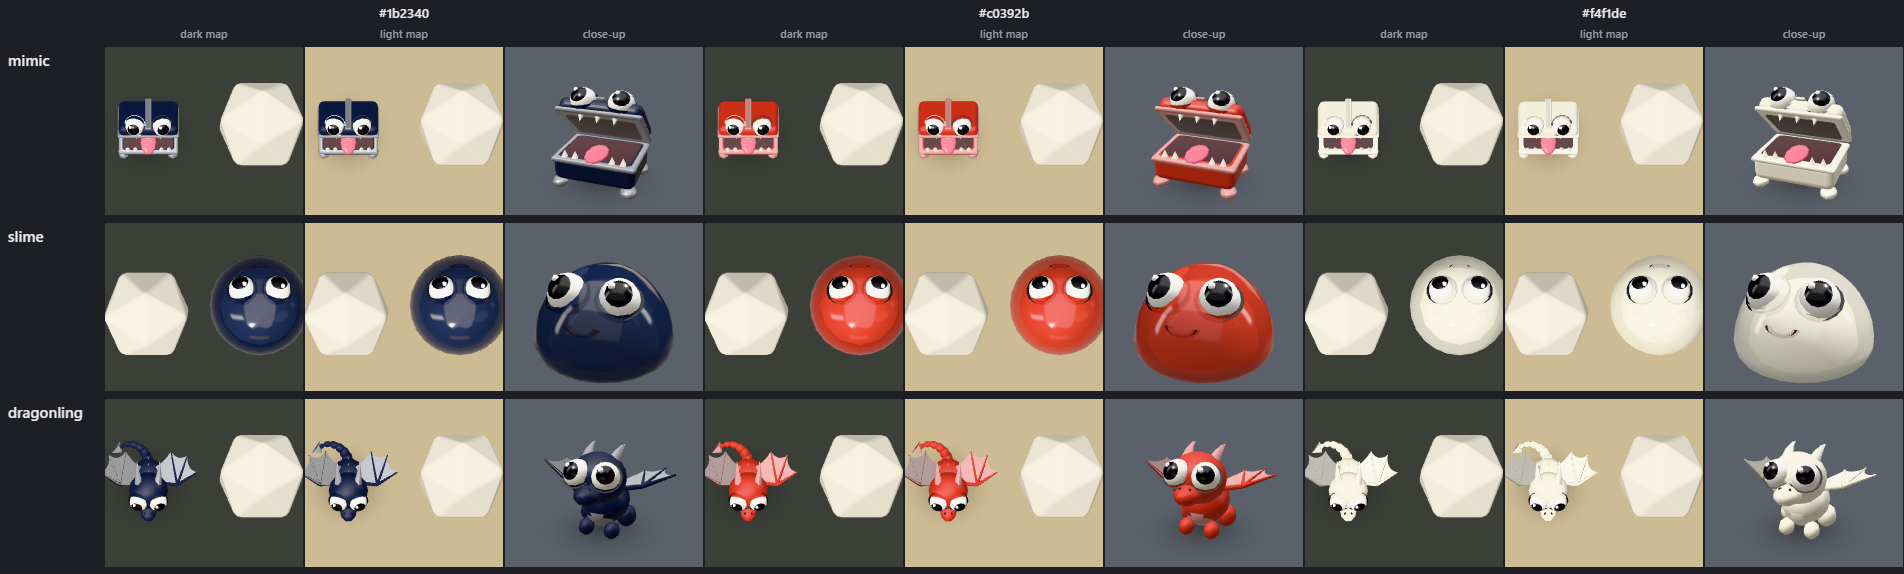 #1b2340 #c0392b #f4f1de
dark map light map close-up dark map light map close-up dark map light map close-up
mimic
slime
dragonling